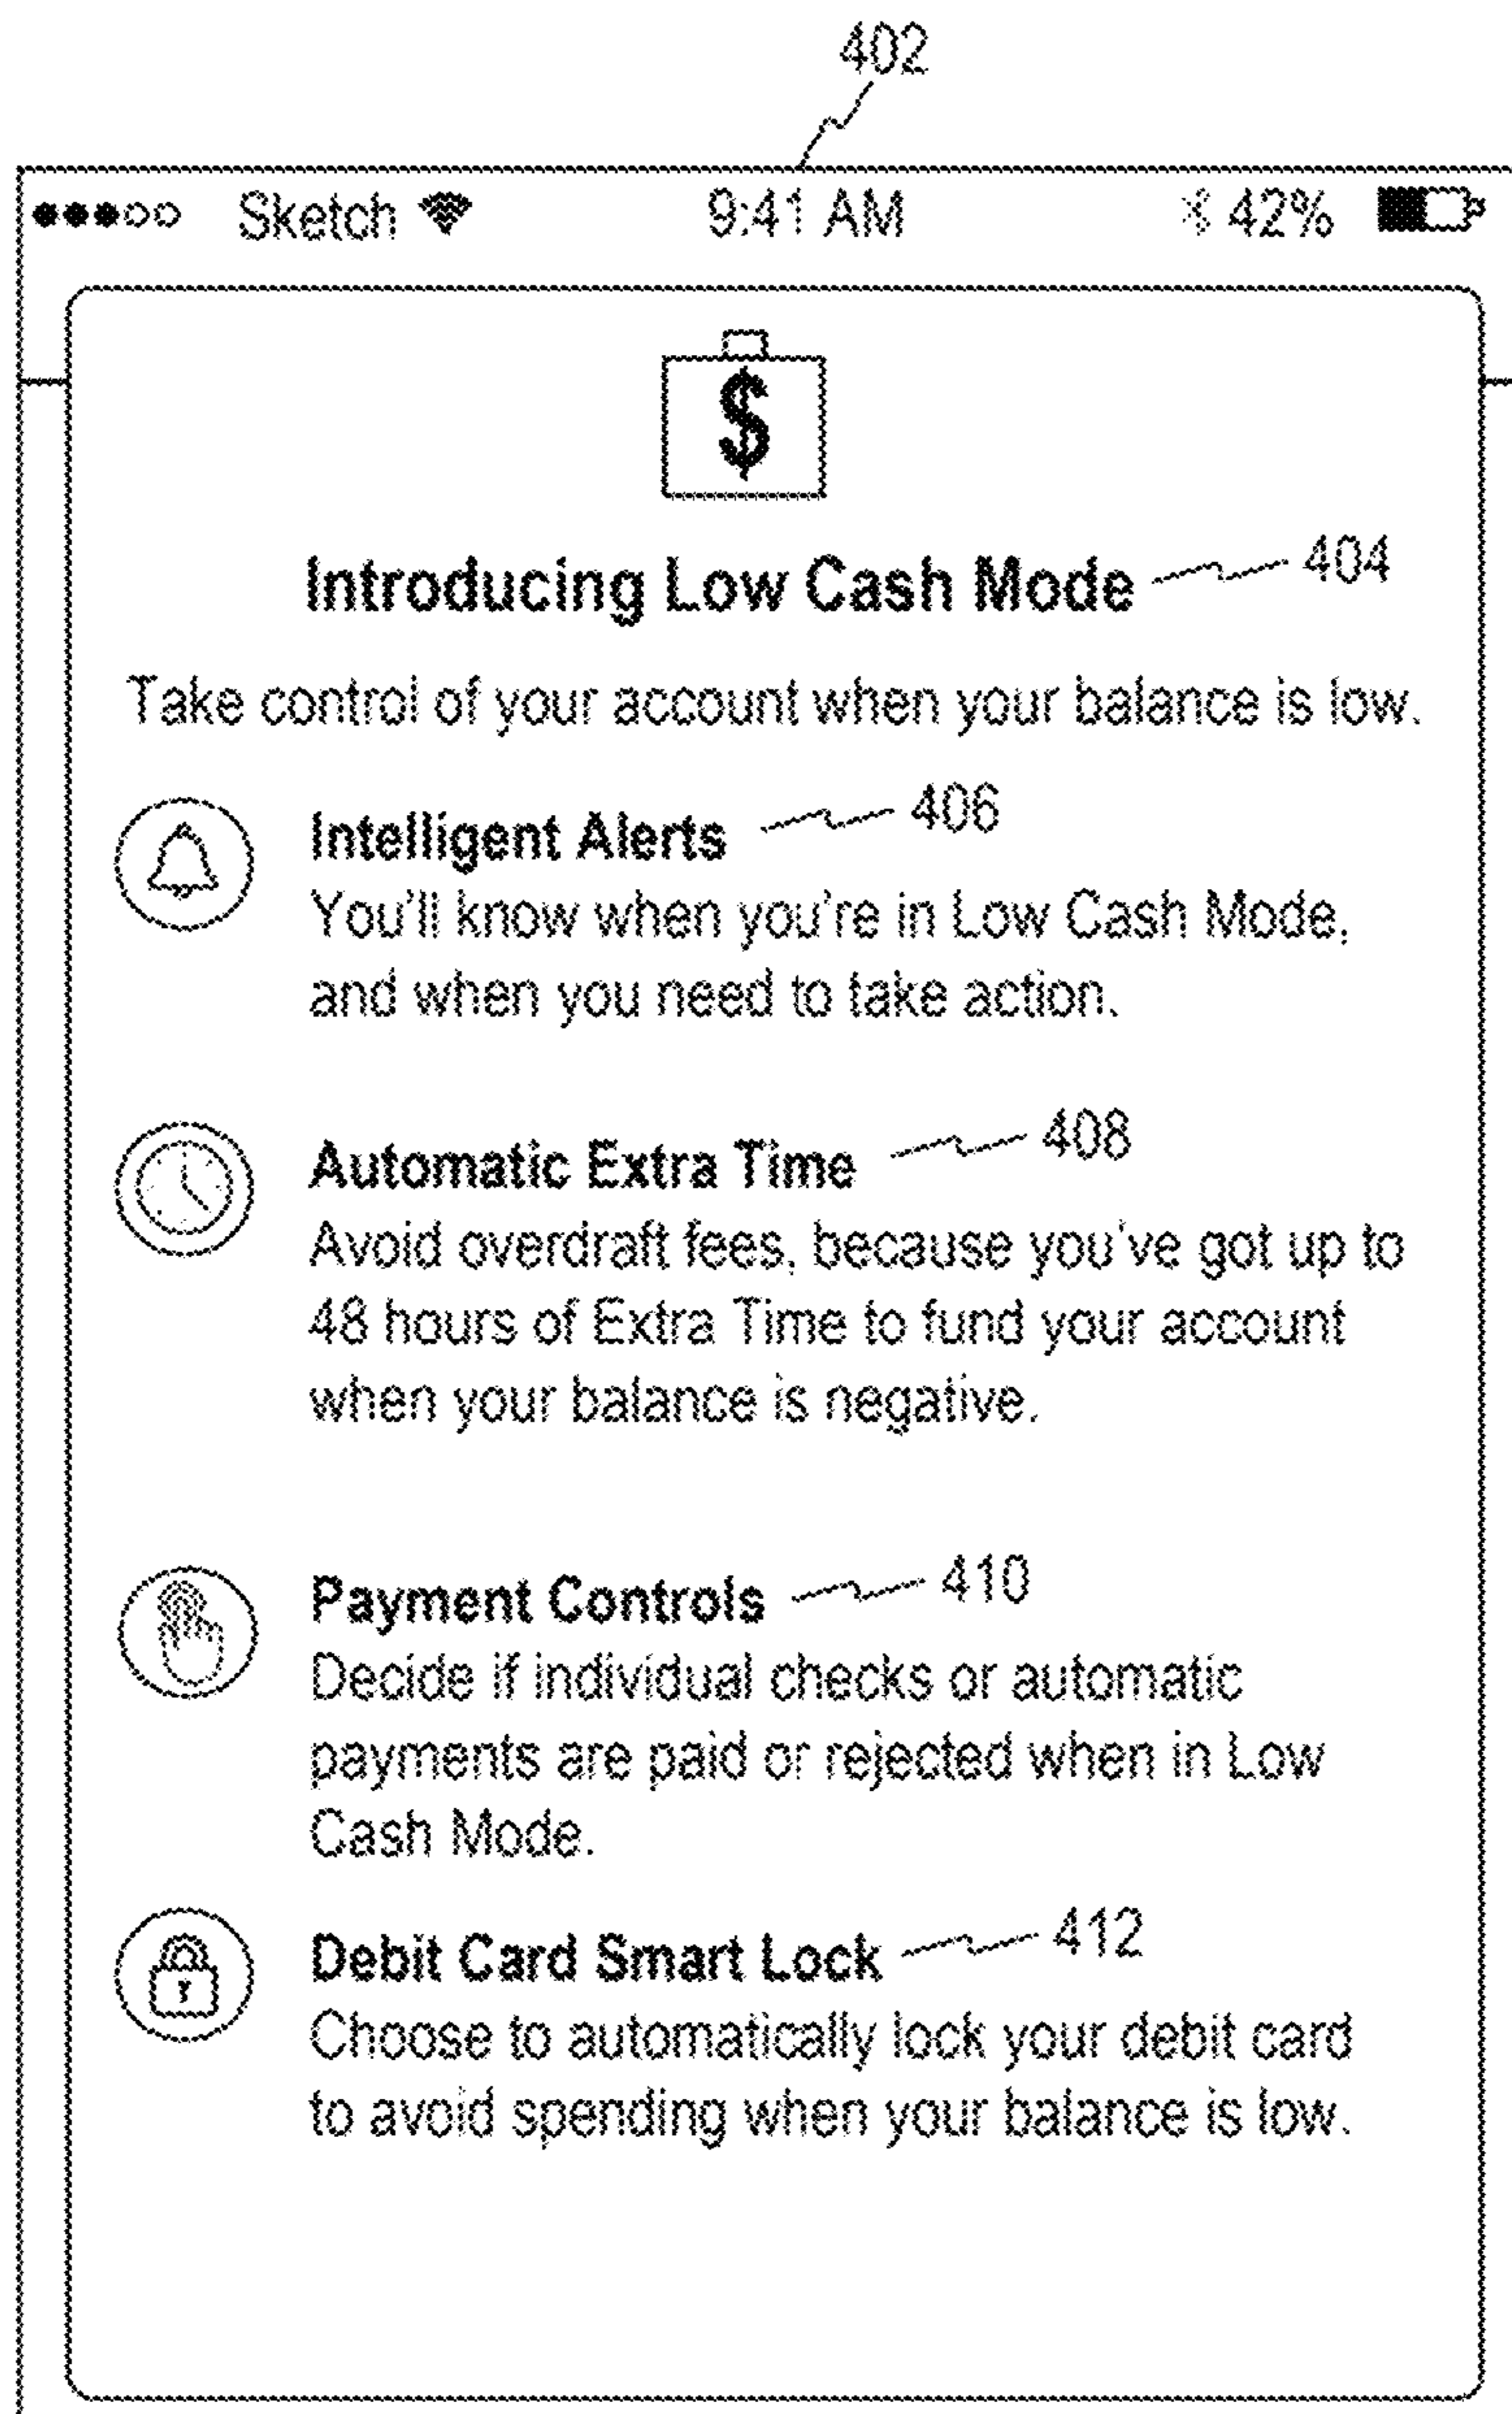 402
Sketch 9:41 AM 42%
$
Introducing Low Cash Mode 404
Take control of your account when your balance is low.
Intelligent Alerts 406
You'll know when you're in Low Cash Mode,
and when you need to take action.
Automatic Extra Time 408
Avoid overdraft fees, because you've got up to
48 hours of Extra Time to fund your account
when your balance is negative.
Payment Controls 410
Decide if individual checks or automatic
payments are paid or rejected when in Low
Cash Mode.
Debit Card Smart Lock 412
Choose to automatically lock your debit card
to avoid spending when your balance is low.